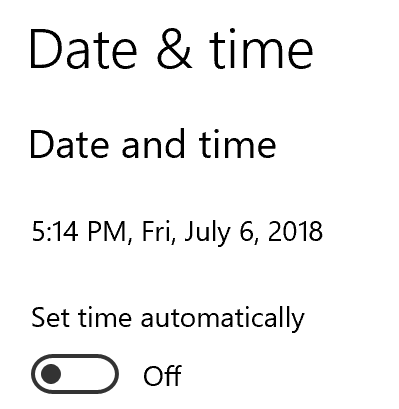 Date & time
Date and time
5:14 PM, Fri, July 6, 2018
Set time automatically
Off